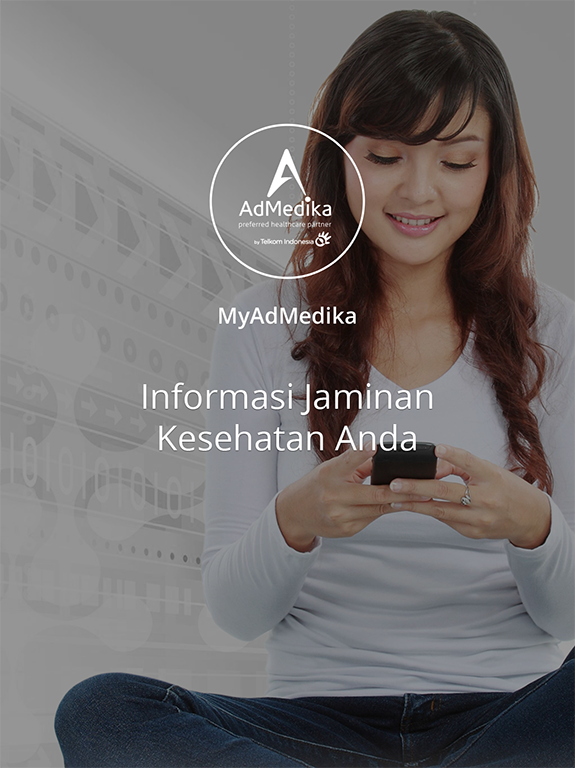 AdMedika
preferred healthcare partner
by Telkom Indonesia
MyAdMedika
Informasi Jaminan
Kesehatan Anda